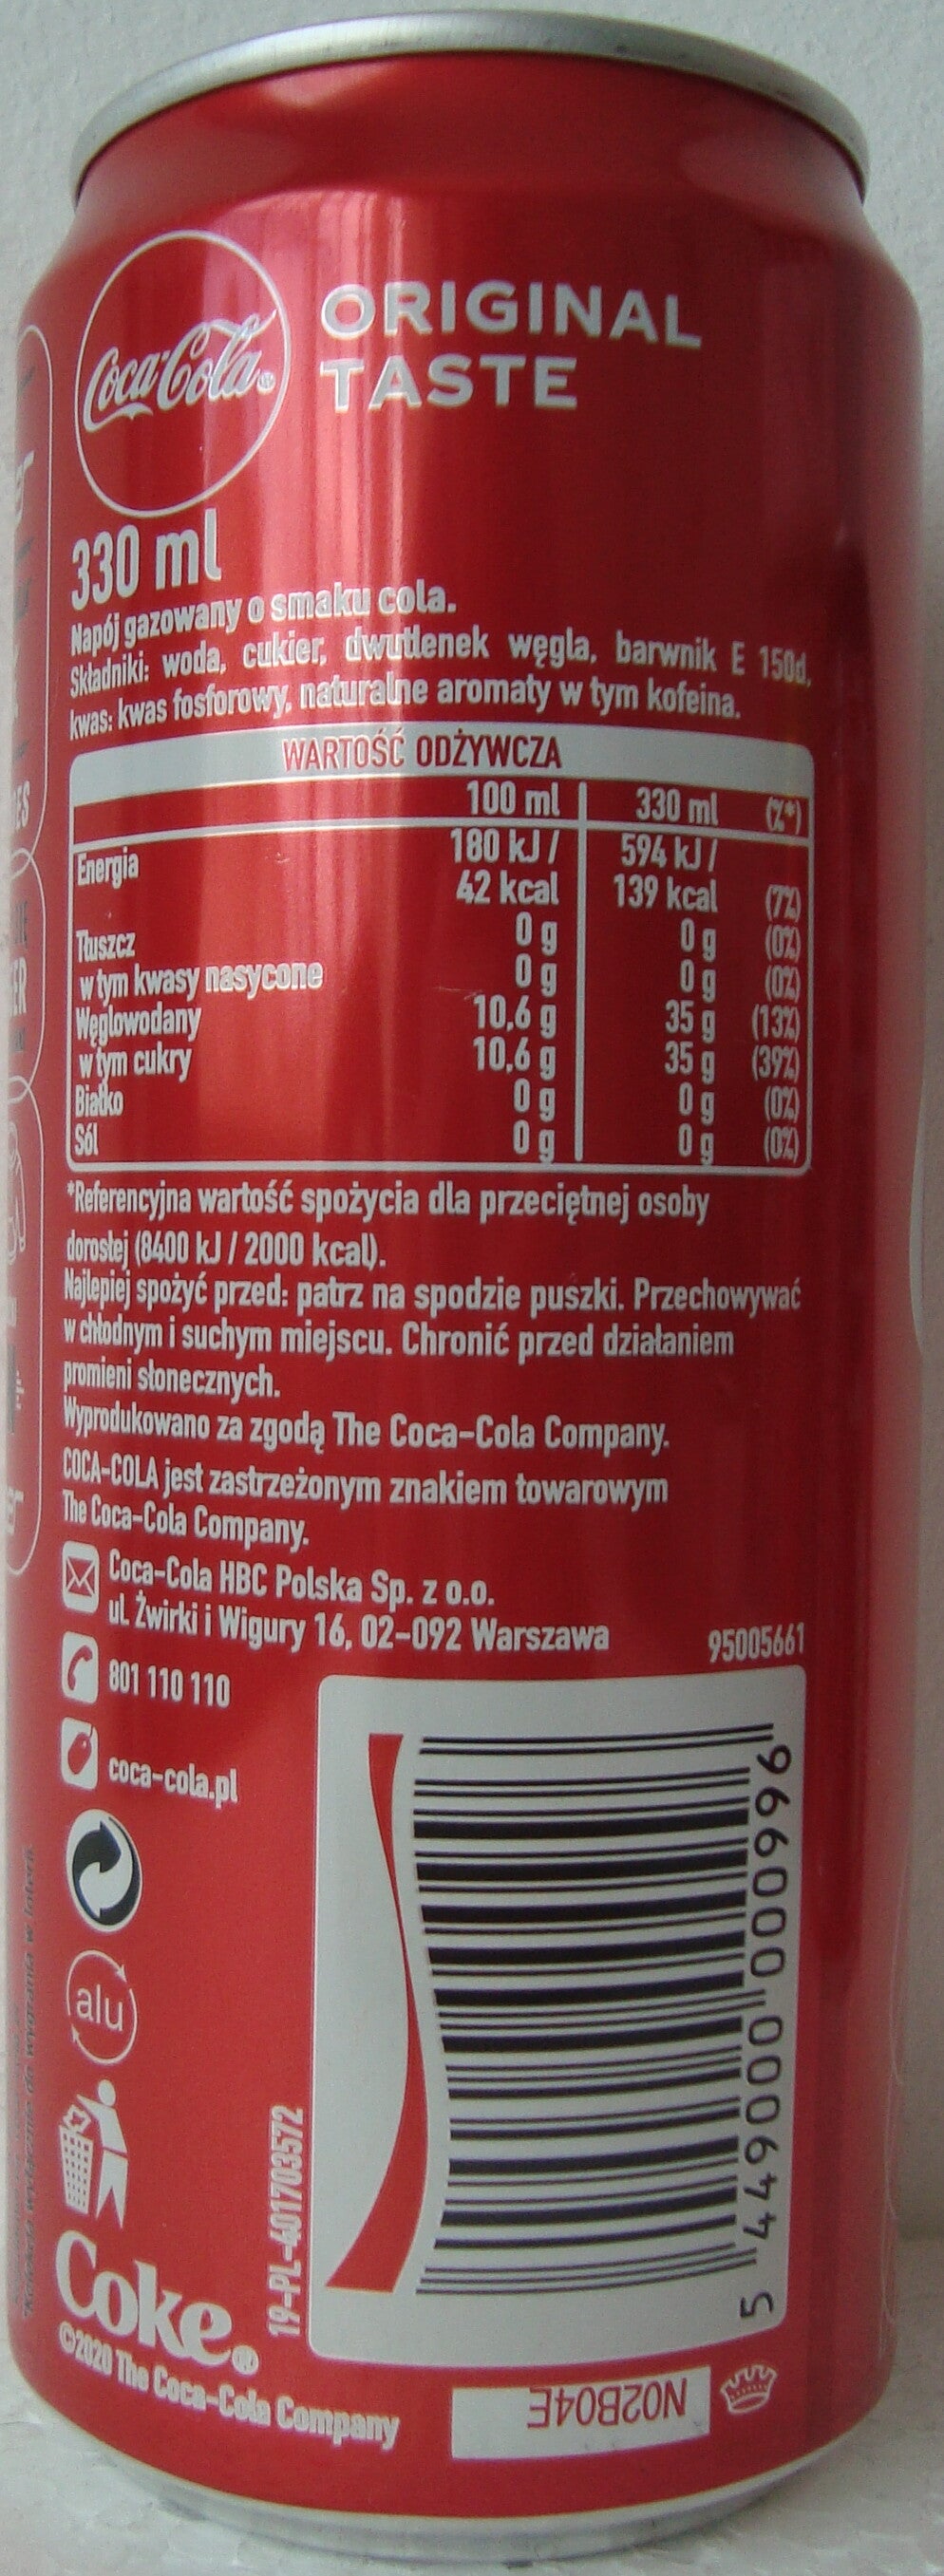 Coca-Cola®
ORIGINAL
TASTE
330 ml
Napój gazowany o smaku cola.
Składniki: woda, cukier, dwutlenek węgla, barwnik E 150d,
kwas: kwas fosforowy, naturalne aromaty w tym kofeina.
WARTOŚĆ ODŻYWCZA
100 ml 330 ml (%*)
Energia 180 kJ / 594 kJ /
42 kcal 139 kcal (7%)
Tłuszcz 0 g 0 g (0%)
w tym kwasy nasycone 0 g 0 g (0%)
Węglowodany 10,6 g 35 g (13%)
w tym cukry 10,6 g 35 g (39%)
Białko 0 g 0 g (0%)
Sól 0 g 0 g (0%)
*Referencyjna wartość spożycia dla przeciętnej osoby
dorosłej (8400 kJ / 2000 kcal).
Najlepiej spożyć przed: patrz na spodzie puszki. Przechowywać
w chłodnym i suchym miejscu. Chronić przed działaniem
promieni słonecznych.
Wyprodukowano za zgodą The Coca-Cola Company.
COCA-COLA jest zastrzeżonym znakiem towarowym
The Coca-Cola Company.
Coca-Cola HBC Polska Sp. z o.o.
ul. Żwirki i Wigury 16, 02-092 Warszawa
95005661
801 110 110
coca-cola.pl
alu
19-PL-401703572
5 449000 000996
Coke®
©2020 The Coca-Cola Company
N02B04E